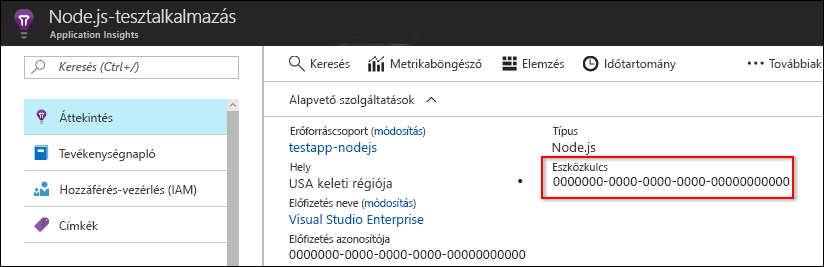 Node.js-tesztalkalmazás
Application Insights
Keresés (Ctrl+/)
Áttekintés
Tevékenységnapló
Hozzáférés-vezérlés (IAM)
Címkék
Keresés
Metrikaböngésző
Elemzés
Időtartomány
Továbbiak
Alapvető szolgáltatások
Erőforráscsoport (módosítás)
testapp-nodejs
Hely
USA keleti régiója
Előfizetés neve (módosítás)
Visual Studio Enterprise
Előfizetés azonosítója
0000000-0000-0000-0000-00000000000
Típus
Node.js
Eszközkulcs
0000000-0000-0000-0000-00000000000